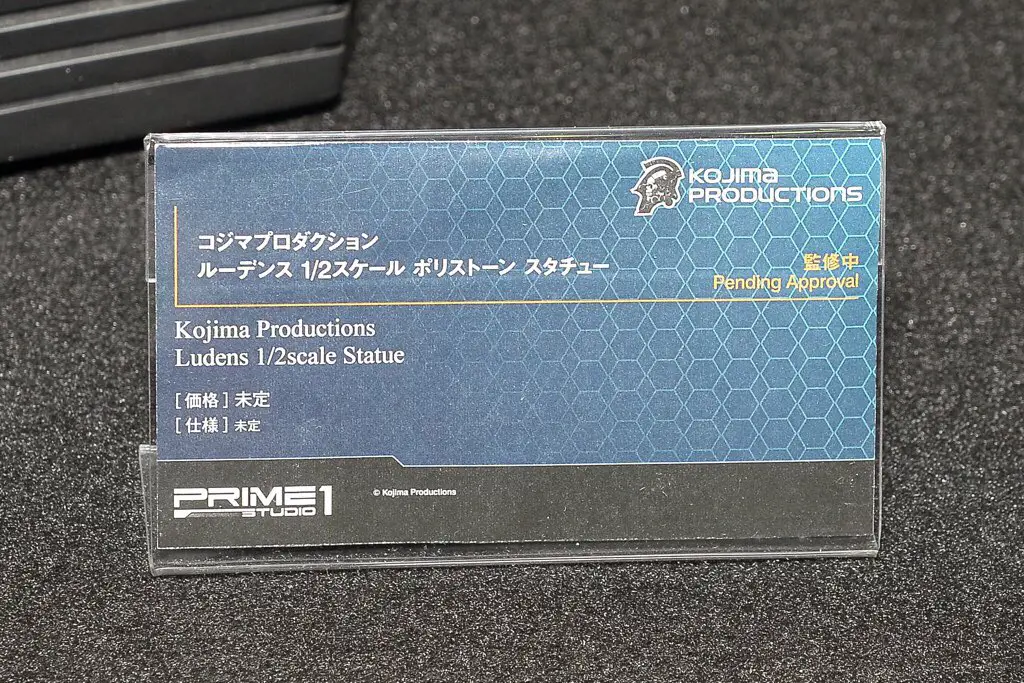 KOJIMA
PRODUCTIONS
コジマプロダクション
ルーデンス 1/2スケール ポリストーン スタチュー
監修中
Pending Approval
Kojima Productions
Ludens 1/2scale Statue
[価格] 未定
[仕様] 未定
PRIME 1
STUDIO
© Kojima Productions